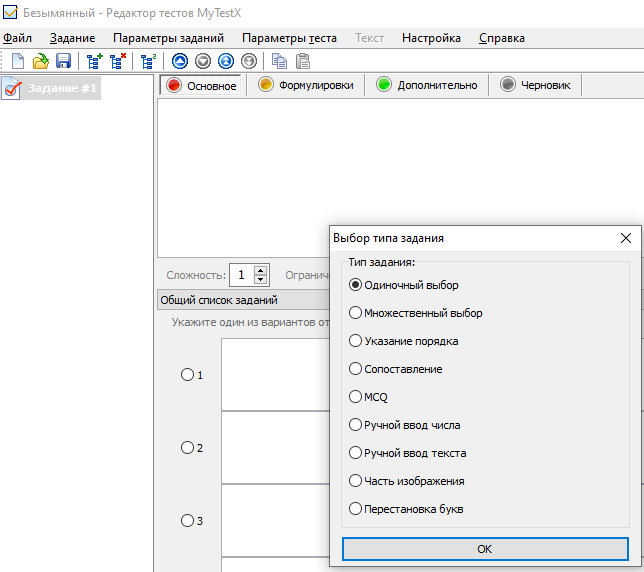 Безымянный - Редактор тестов MyTestX
Файл Задание Параметры заданий Параметры теста Текст Настройка Справка
Задание #1
Основное Формулировки Дополнительно Черновик
Выбор типа задания
Тип задания:
Сложность: 1 Огранич
Одиночный выбор
Общий список заданий
Множественный выбор
Укажите один из вариантов от
Указание порядка
1
Сопоставление
MCQ
Ручной ввод числа
2
Ручной ввод текста
Часть изображения
3
Перестановка букв
OK